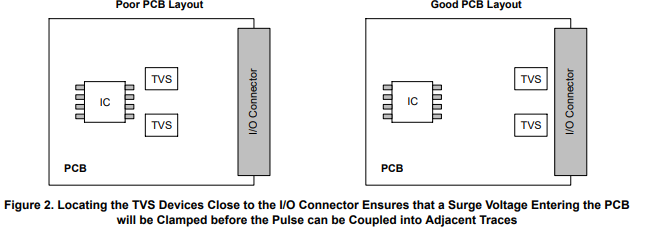 Poor PCB Layout
Good PCB Layout
TVS
IC
TVS
I/O Connector
PCB
TVS
IC
TVS
I/O Connector
PCB
Figure 2. Locating the TVS Devices Close to the I/O Connector Ensures that a Surge Voltage Entering the PCB
will be Clamped before the Pulse can be Coupled into Adjacent Traces